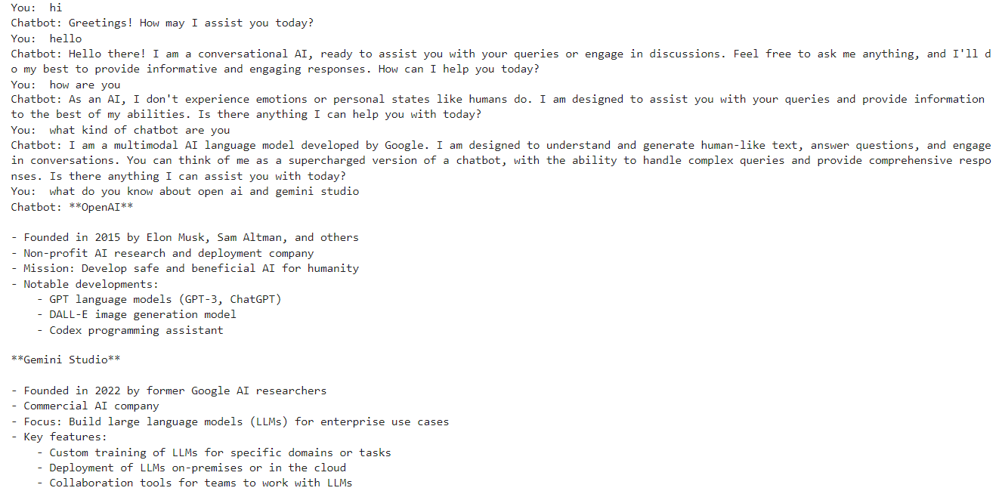 You:  hi
Chatbot: Greetings! How may I assist you today?
You:  hello
Chatbot: Hello there! I am a conversational AI, ready to assist you with your queries or engage in discussions. Feel free to ask me anything, and I'll d
o my best to provide informative and engaging responses. How can I help you today?
You:  how are you
Chatbot: As an AI, I don't experience emotions or personal states like humans do. I am designed to assist you with your queries and provide information
to the best of my abilities. Is there anything I can help you with today?
You:  what kind of chatbot are you
Chatbot: I am a multimodal AI language model developed by Google. I am designed to understand and generate human-like text, answer questions, and engage
in conversations. You can think of me as a supercharged version of a chatbot, with the ability to handle complex queries and provide comprehensive respo
nses. Is there anything I can assist you with today?
You:  what do you know about open ai and gemini studio
Chatbot: **OpenAI**

- Founded in 2015 by Elon Musk, Sam Altman, and others
- Non-profit AI research and deployment company
- Mission: Develop safe and beneficial AI for humanity
- Notable developments:
    - GPT language models (GPT-3, ChatGPT)
    - DALL-E image generation model
    - Codex programming assistant

**Gemini Studio**

- Founded in 2022 by former Google AI researchers
- Commercial AI company
- Focus: Build large language models (LLMs) for enterprise use cases
- Key features:
    - Custom training of LLMs for specific domains or tasks
    - Deployment of LLMs on-premises or in the cloud
    - Collaboration tools for teams to work with LLMs